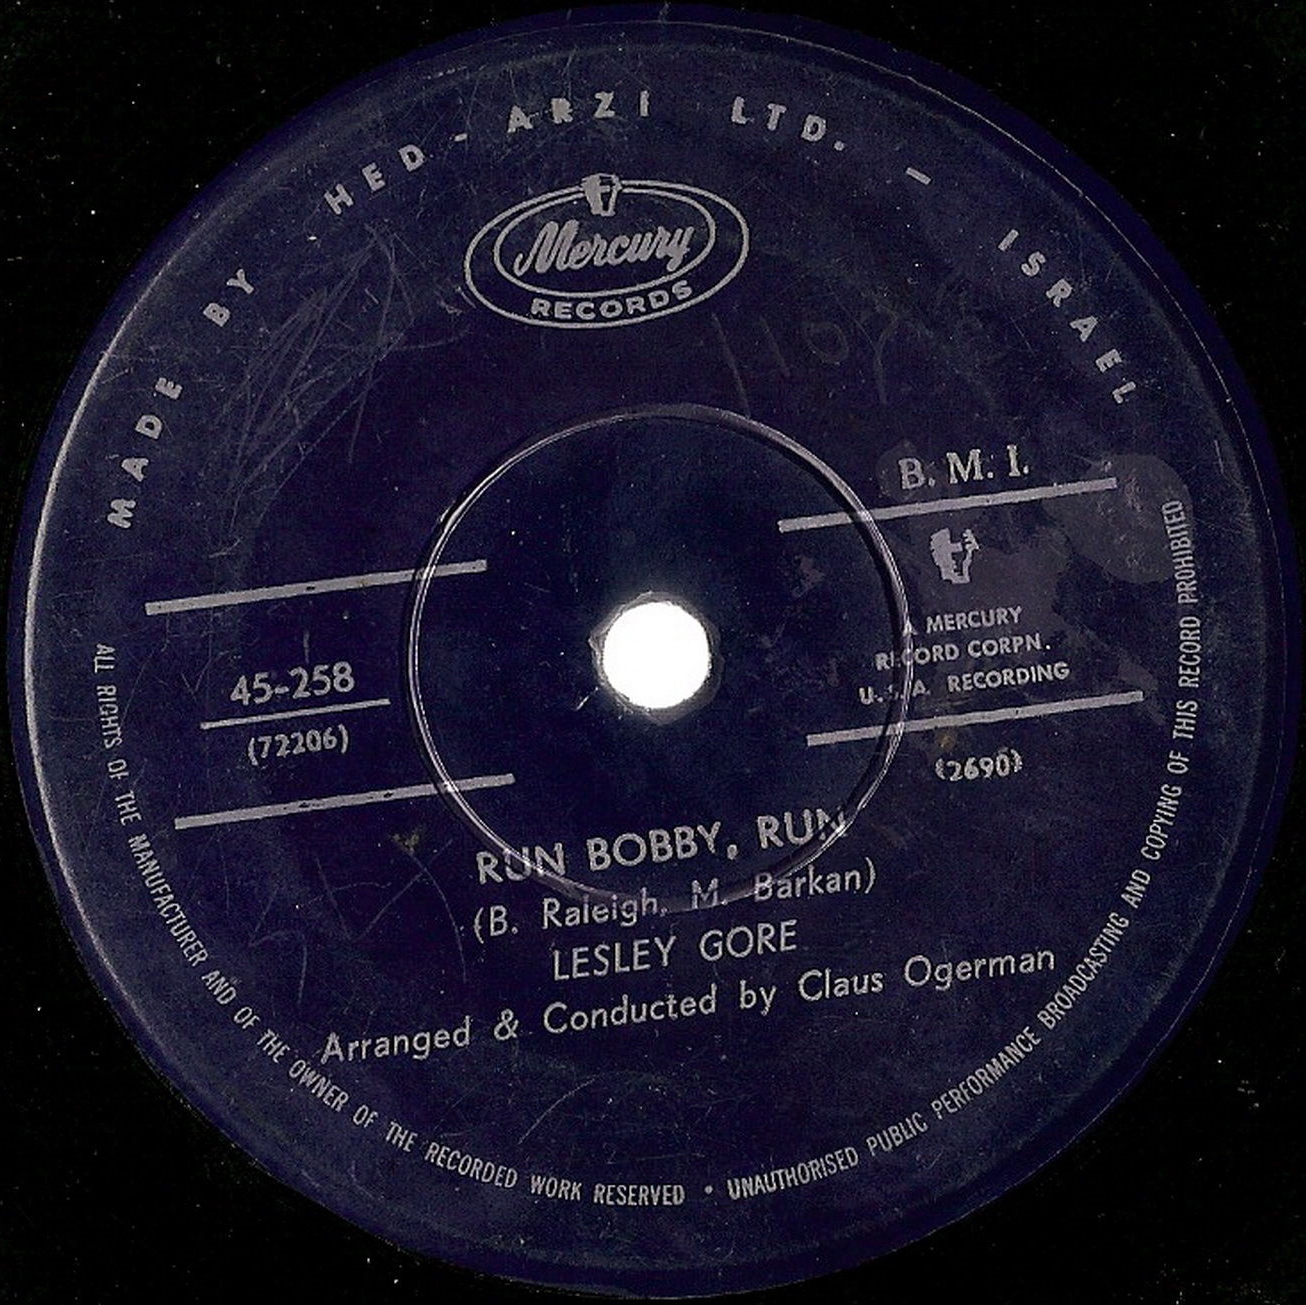 MADE BY HED-ARZI LTD. - ISRAEL
Mercury
RECORDS
B. M. I.
A MERCURY
RECORD CORPN.
U.S.A. RECORDING
45-258
(72206)
(2690)
RUN BOBBY, RUN
(B. Raleigh, M. Barkan)
LESLEY GORE
Arranged & Conducted by Claus Ogerman
ALL RIGHTS OF THE MANUFACTURER AND OF THE OWNER OF THE RECORDED WORK RESERVED • UNAUTHORISED PUBLIC PERFORMANCE BROADCASTING AND COPYING OF THIS RECORD PROHIBITED